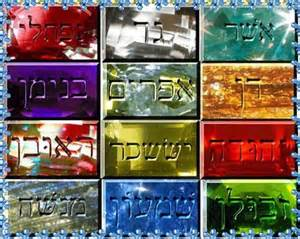 אשר גד נפתלי
דן אפרים בנימן
יהודה יששכר ראובן
זבולן שמעון מנשה